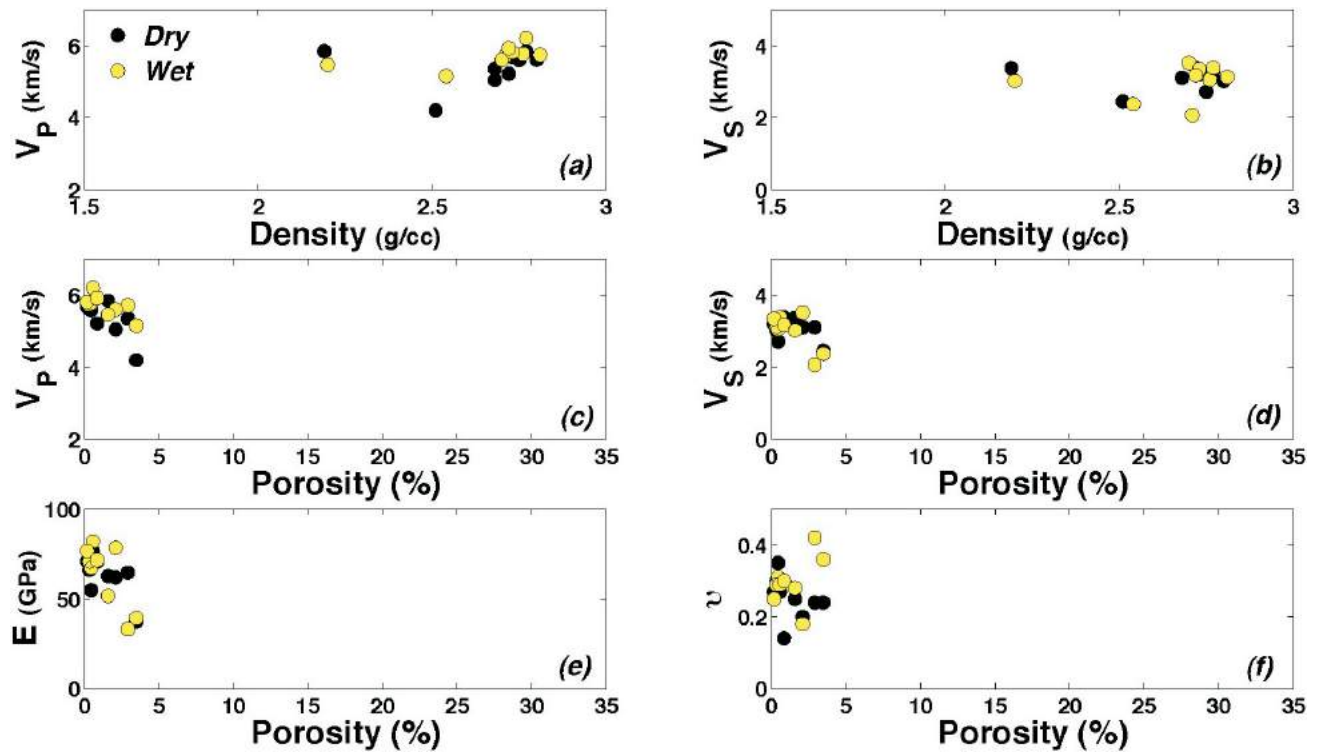 Dry
Wet
V_P (km/s)
6
4
2
1.5 2 2.5 3
Density (g/cc)
(a)
V_S (km/s)
4
2
0
1.5 2 2.5 3
Density (g/cc)
(b)
V_P (km/s)
6
4
2
0 5 10 15 20 25 30 35
Porosity (%)
(c)
V_S (km/s)
4
2
0
0 5 10 15 20 25 30 35
Porosity (%)
(d)
E (GPa)
100
50
0
0 5 10 15 20 25 30 35
Porosity (%)
(e)
υ
0.4
0.2
0
0 5 10 15 20 25 30 35
Porosity (%)
(f)